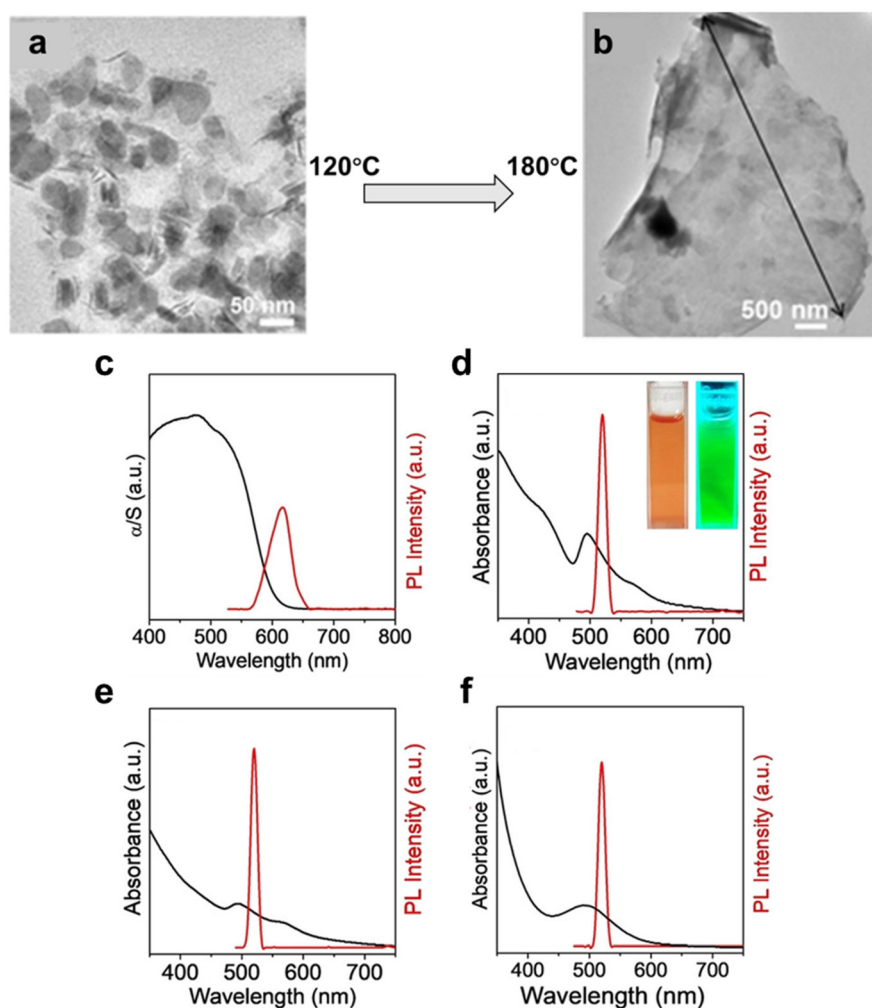 a
50 nm
120°C
180°C
b
500 nm
c
α/S (a.u.)
PL Intensity (a.u.)
400 500 600 700 800
Wavelength (nm)
d
Absorbance (a.u.)
PL Intensity (a.u.)
400 500 600 700
Wavelength (nm)
e
Absorbance (a.u.)
PL Intensity (a.u.)
400 500 600 700
Wavelength (nm)
f
Absorbance (a.u.)
PL Intensity (a.u.)
400 500 600 700
Wavelength (nm)